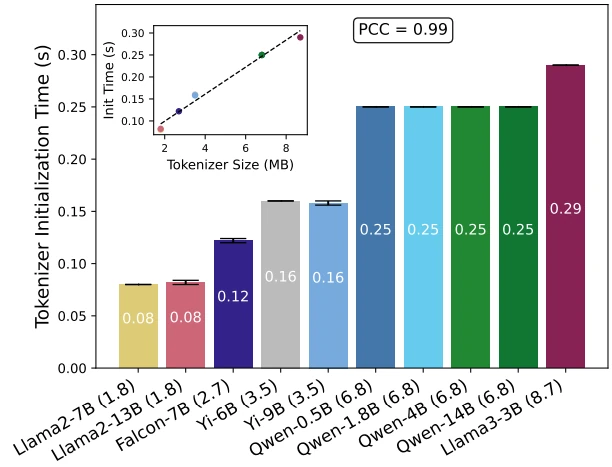 PCC = 0.99
Tokenizer Initialization Time (s)
0.30
0.25
0.20
0.15
0.10
0.05
0.00
Init Time (s)
0.30
0.25
0.20
0.15
0.10
2 4 6 8
Tokenizer Size (MB)
0.08
0.08
0.12
0.16
0.16
0.25
0.25
0.25
0.25
0.29
Llama2-7B (1.8)
Llama2-13B (1.8)
Falcon-7B (2.7)
Yi-6B (3.5)
Yi-9B (3.5)
Qwen-0.5B (6.8)
Qwen-1.8B (6.8)
Qwen-4B (6.8)
Qwen-14B (6.8)
Llama3-3B (8.7)